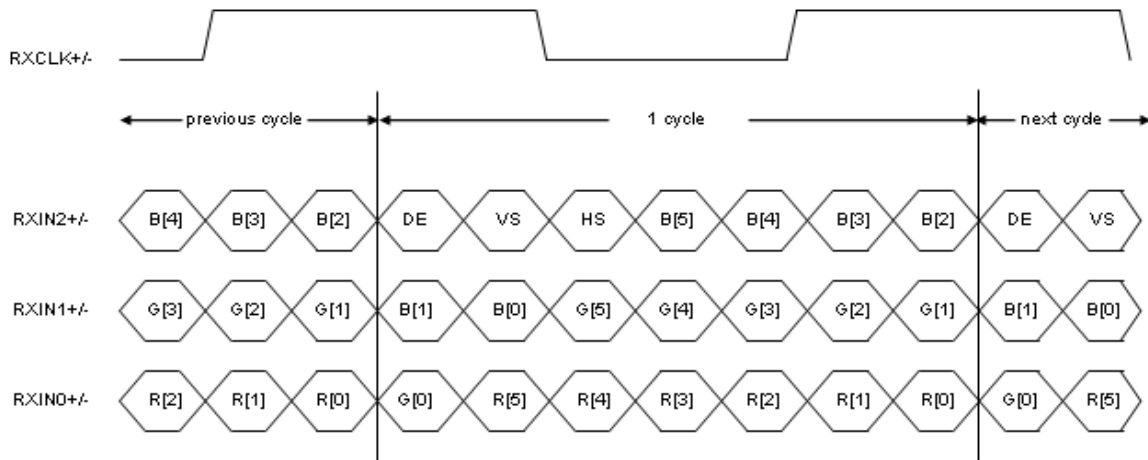 RXCLK+/-
previous cycle 1 cycle next cycle
RXIN2+/- B[4] B[3] B[2] DE VS HS B[5] B[4] B[3] B[2] DE VS
RXIN1+/- G[3] G[2] G[1] B[1] B[0] G[5] G[4] G[3] G[2] G[1] B[1] B[0]
RXIN0+/- R[2] R[1] R[0] G[0] R[5] R[4] R[3] R[2] R[1] R[0] G[0] R[5]